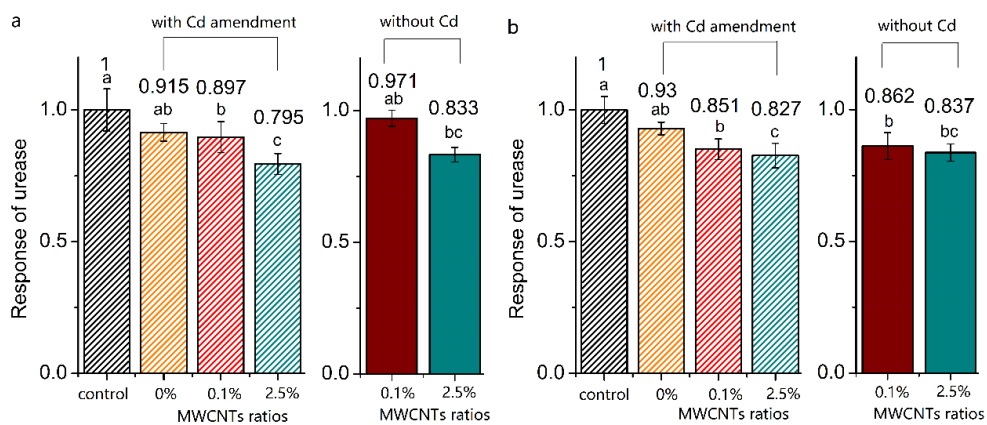 a
with Cd amendment
without Cd
Response of urease
1.0
0.5
0.0
1
a
0.915
ab
0.897
b
0.795
c
control
0%
0.1%
2.5%
MWCNTs ratios
1.0
0.5
0.0
0.971
ab
0.833
bc
0.1%
2.5%
MWCNTs ratios
b
with Cd amendment
without Cd
Response of urease
1.0
0.5
0.0
1
a
0.93
ab
0.851
b
0.827
c
control
0%
0.1%
2.5%
MWCNTs ratios
1.0
0.5
0.0
0.862
b
0.837
bc
0.1%
2.5%
MWCNTs ratios